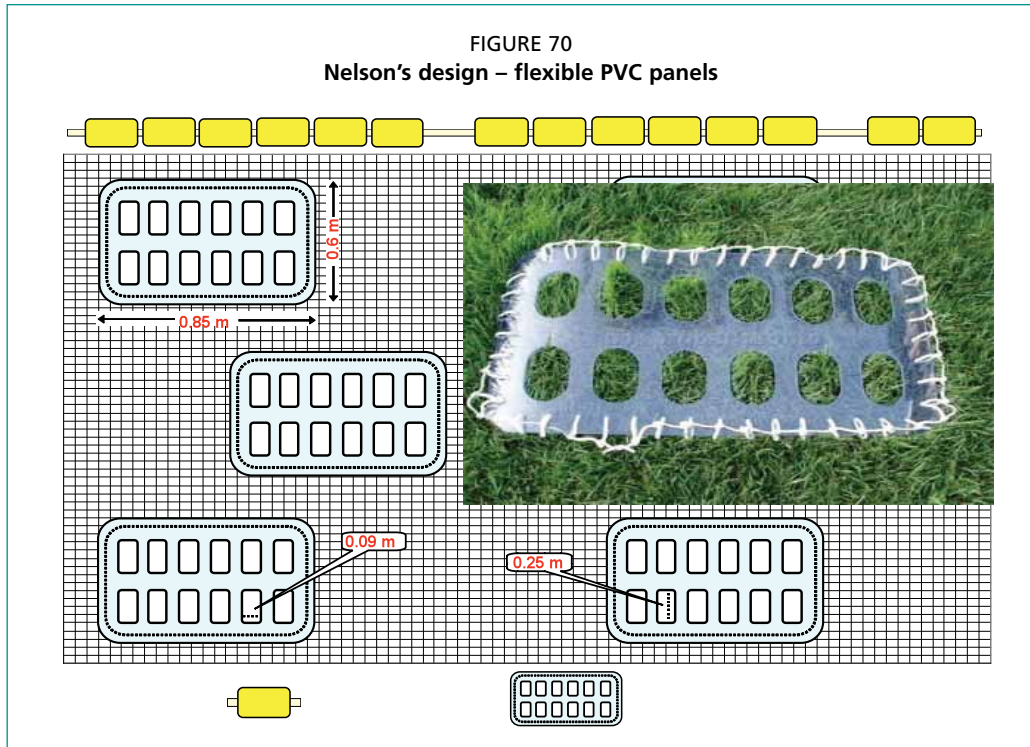 FIGURE 70
Nelson's design – flexible PVC panels
0.6 m
0.85 m
0.09 m
0.25 m